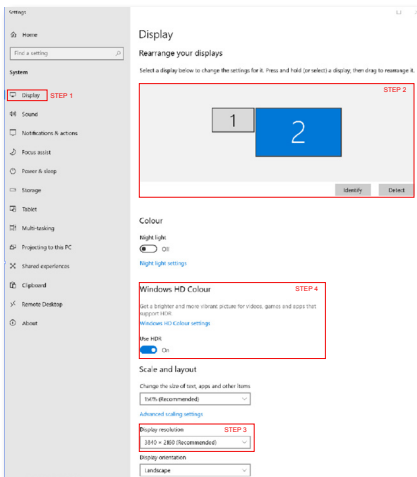 Settings
Home
Find a setting
System
Display STEP 1
Sound
Notifications & actions
Focus assist
Power & sleep
Storage
Tablet
Multi-tasking
Projecting to this PC
Shared experiences
Clipboard
Remote Desktop
About
Display
Rearrange your displays
Select a display below to change the settings for it. Press and hold (or select) a display, then drag to rearrange it.
STEP 2
1
2
Identify Detect
Colour
Night light
Off
Night light settings
Windows HD Colour STEP 4
Get a brighter and more vibrant picture for videos, games and apps that
support HDR.
Windows HD Colour settings
Use HDR
On
Scale and layout
Change the size of text, apps and other items
(Recommended)
Advanced scaling settings
Display resolution STEP 3
3840 × 2160 (Recommended)
Display orientation
Landscape